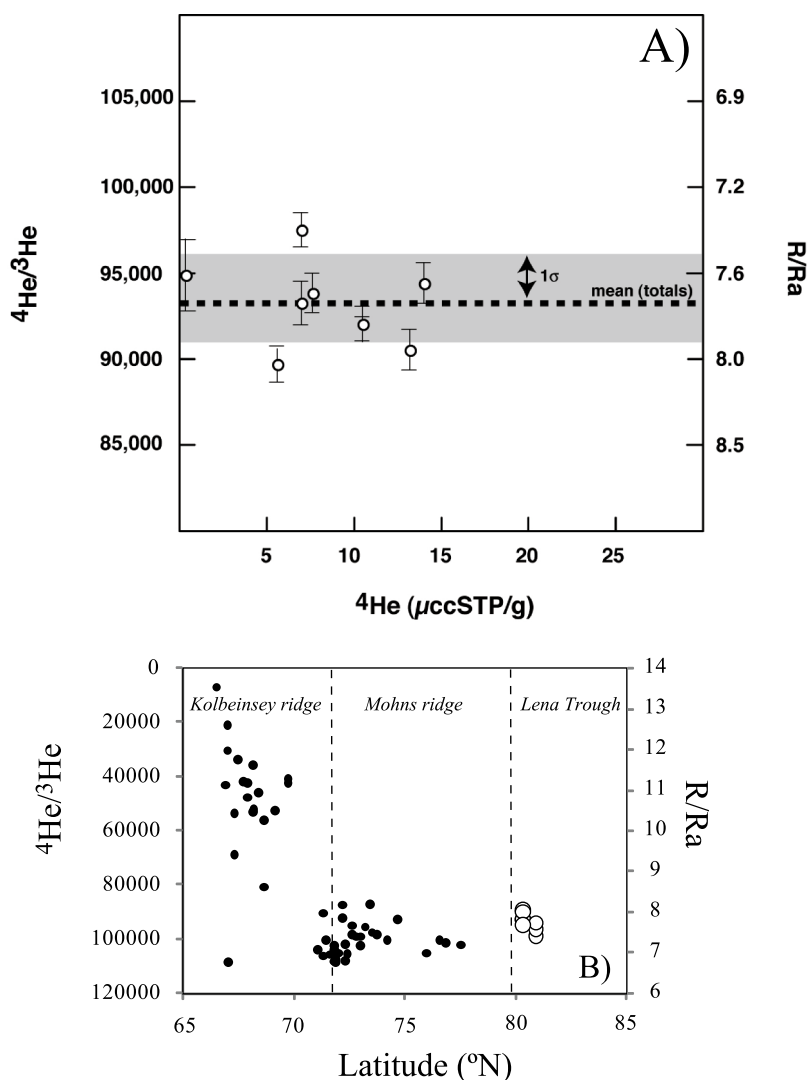 A)
105,000
100,000
95,000
90,000
85,000
⁴He/³He
6.9
7.2
7.6
8.0
8.5
R/Ra
1σ
mean (totals)
5 10 15 20 25
⁴He (μccSTP/g)
0
20000
40000
60000
80000
100000
120000
⁴He/³He
Kolbeinsey ridge Mohns ridge Lena Trough
14
13
12
11
10
9
8
7
6
R/Ra
B)
65 70 75 80 85
Latitude (ºN)